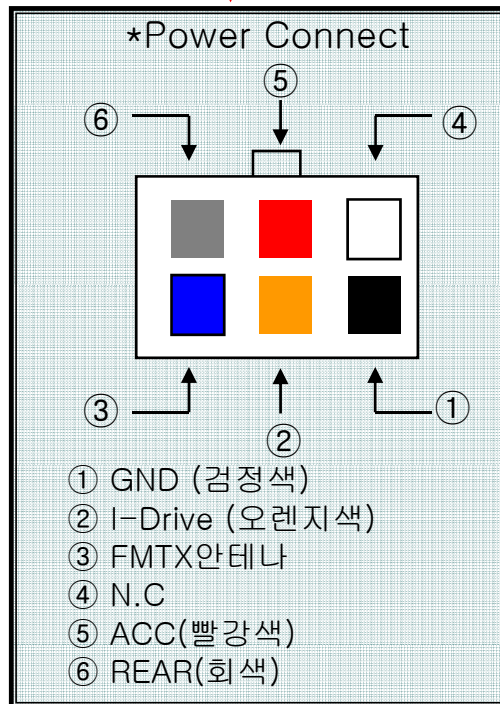 *Power Connect
⑤
⑥
④
③
①
②
① GND (검정색)
② I-Drive (오렌지색)
③ FMTX안테나
④ N.C
⑤ ACC(빨강색)
⑥ REAR(회색)